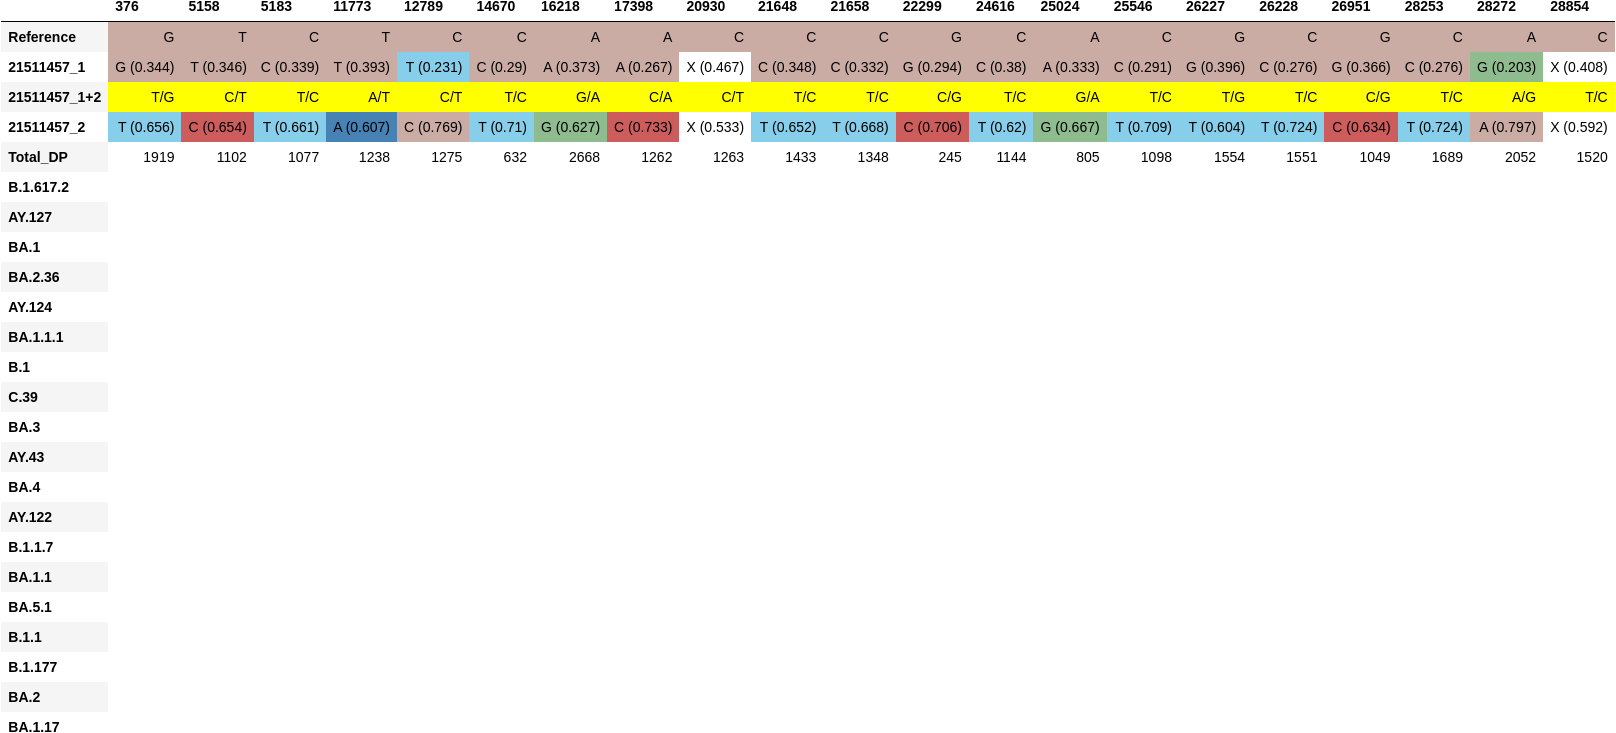 376 5158 5183 11773 12789 14670 16218 17398 20930 21648 21658 22299 24616 25024 25546 26227 26228 26951 28253 28272 28854
Reference G T C T C C A A C C C G C A C G C G C A C
21511457_1 G (0.344) T (0.346) C (0.339) T (0.393) T (0.231) C (0.29) A (0.373) A (0.267) X (0.467) C (0.348) C (0.332) G (0.294) C (0.38) A (0.333) C (0.291) G (0.396) C (0.276) G (0.366) C (0.276) G (0.203) X (0.408)
21511457_1+2 T/G C/T T/C A/T C/T T/C G/A C/A C/T T/C T/C C/G T/C G/A T/C T/G T/C C/G T/C A/G T/C
21511457_2 T (0.656) C (0.654) T (0.661) A (0.607) C (0.769) T (0.71) G (0.627) C (0.733) X (0.533) T (0.652) T (0.668) C (0.706) T (0.62) G (0.667) T (0.709) T (0.604) T (0.724) C (0.634) T (0.724) A (0.797) X (0.592)
Total_DP 1919 1102 1077 1238 1275 632 2668 1262 1263 1433 1348 245 1144 805 1098 1554 1551 1049 1689 2052 1520
B.1.617.2
AY.127
BA.1
BA.2.36
AY.124
BA.1.1.1
B.1
C.39
BA.3
AY.43
BA.4
AY.122
B.1.1.7
BA.1.1
BA.5.1
B.1.1
B.1.177
BA.2
BA.1.17